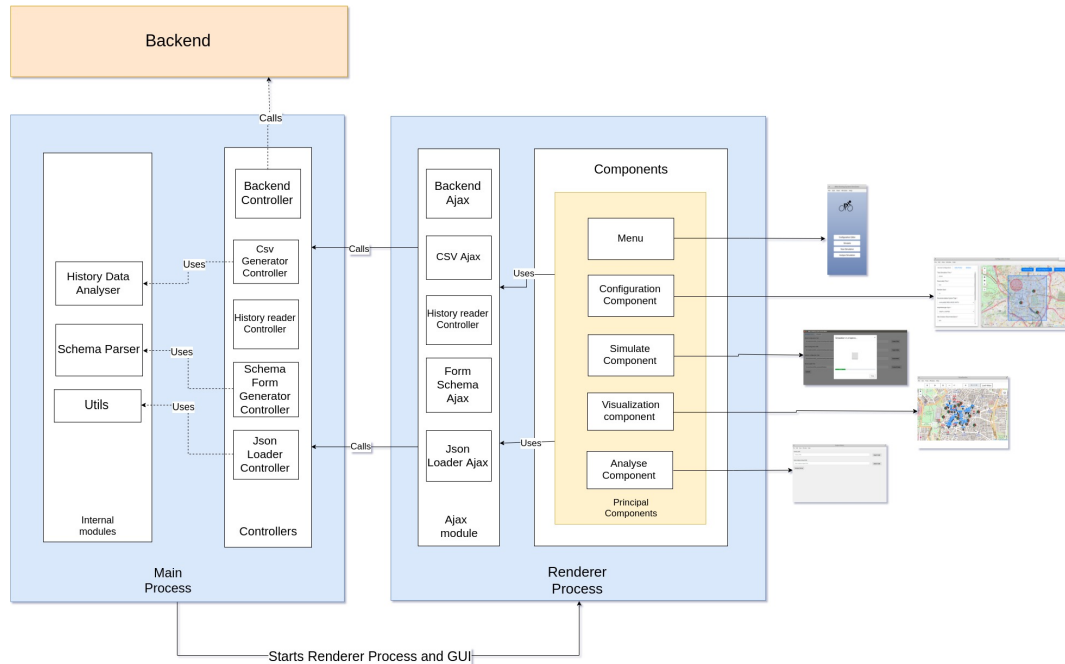 Backend
Calls
Main
Process
Internal
modules
History Data
Analyser
Schema Parser
Utils
Uses
Uses
Uses
Controllers
Backend
Controller
Csv
Generator
Controller
History reader
Controller
Schema
Form
Generator
Controller
Json
Loader
Controller
Calls
Calls
Renderer
Process
Ajax
module
Backend
Ajax
CSV Ajax
History reader
Controller
Form
Schema
Ajax
Json
Loader Ajax
Uses
Uses
Components
Menu
Configuration
Component
Simulate
Component
Visualization
component
Analyse
Component
Principal
Components
Starts Renderer Process and GUI